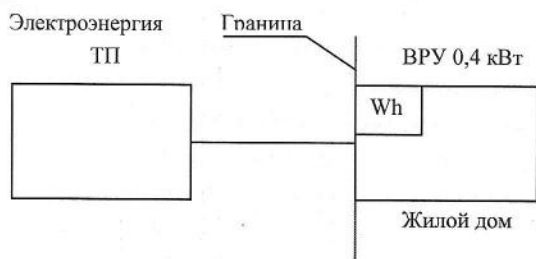 Электроэнергия
ТП
Граница
ВРУ 0,4 кВт
Wh
Жилой дом